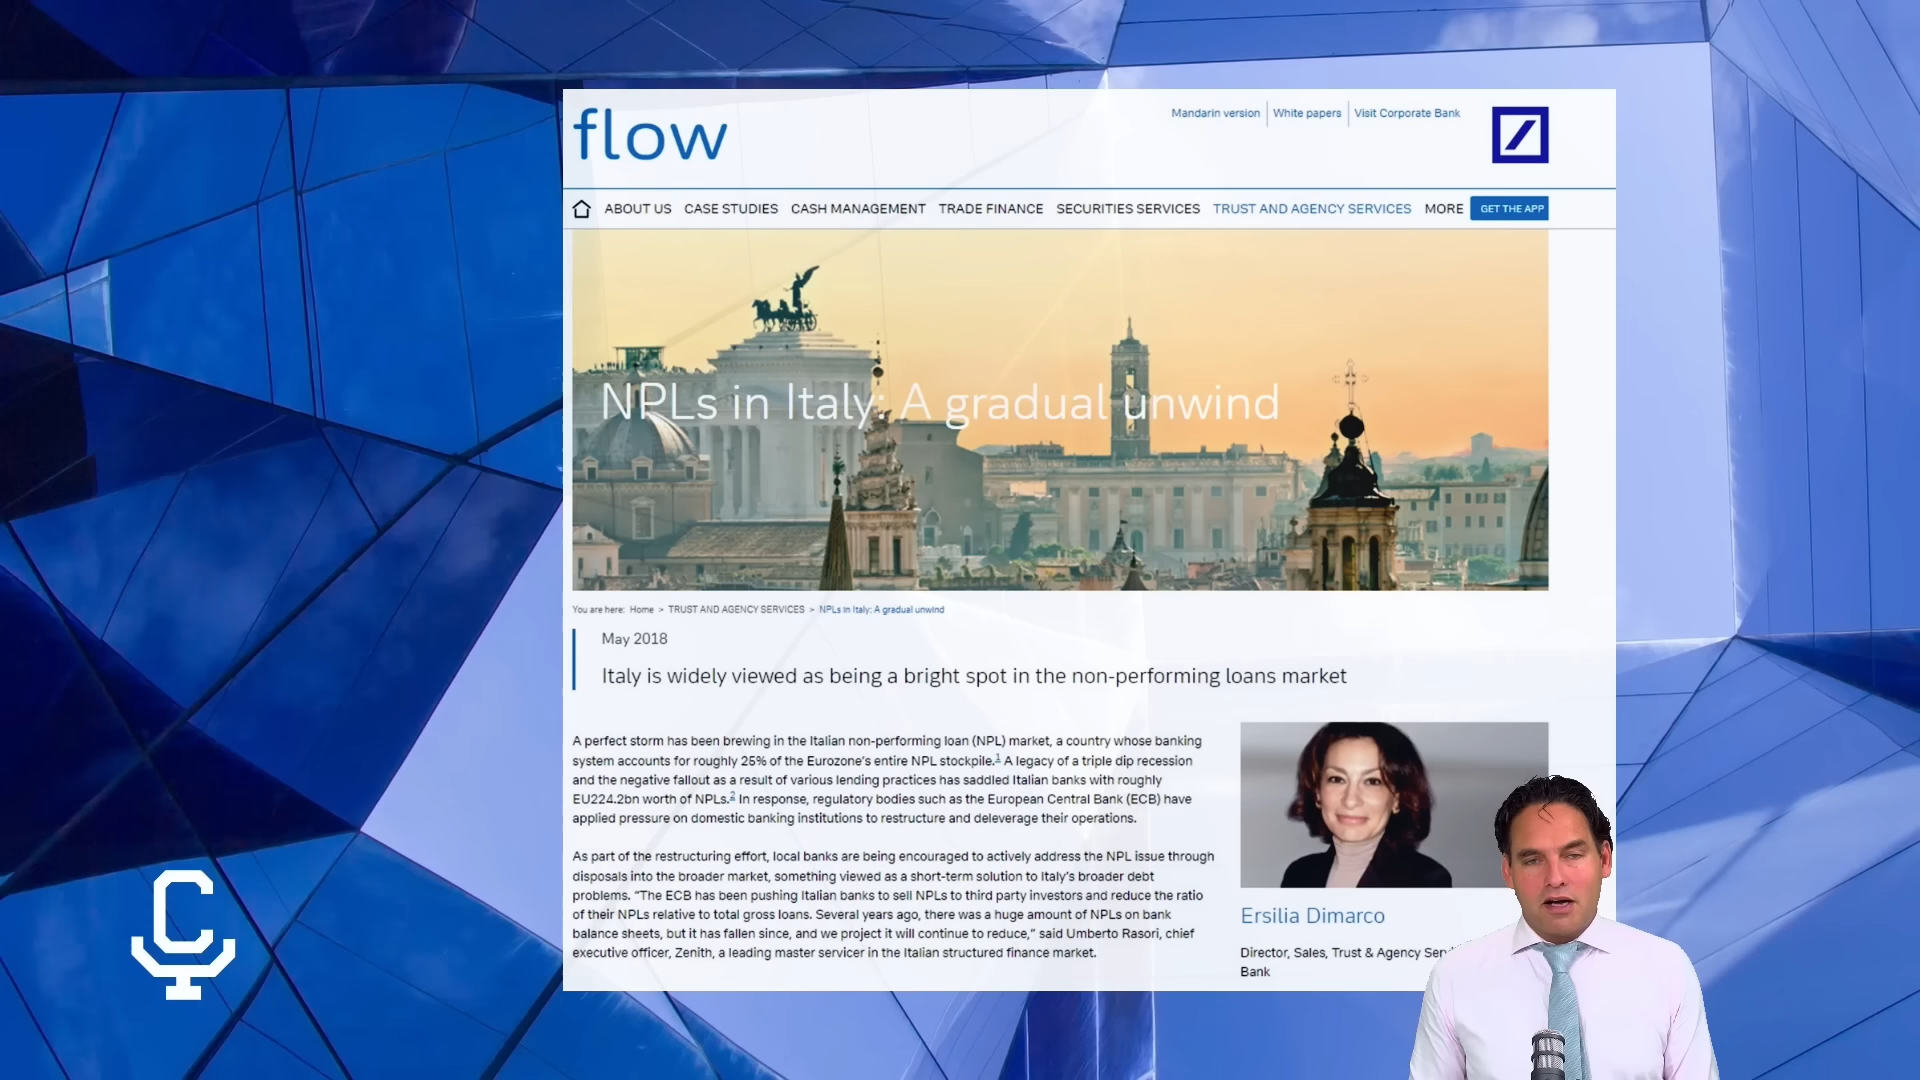 flow
Mandarin version
White papers
Visit Corporate Bank
ABOUT US
CASE STUDIES
CASH MANAGEMENT
TRADE FINANCE
SECURITIES SERVICES
TRUST AND AGENCY SERVICES
MORE
GET THE APP
NPLs in Italy: A gradual unwind
You are here: Home > TRUST AND AGENCY SERVICES > NPLs in Italy: A gradual unwind
May 2018
Italy is widely viewed as being a bright spot in the non-performing loans market
A perfect storm has been brewing in the Italian non-performing loan (NPL) market, a country whose banking
system accounts for roughly 25% of the Eurozone's entire NPL stockpile.1 A legacy of a triple dip recession
and the negative fallout as a result of various lending practices has saddled Italian banks with roughly
EU224.2bn worth of NPLs.2 In response, regulatory bodies such as the European Central Bank (ECB) have
applied pressure on domestic banking institutions to restructure and deleverage their operations.
As part of the restructuring effort, local banks are being encouraged to actively address the NPL issue through
disposals into the broader market, something viewed as a short-term solution to Italy's broader debt
problems. “The ECB has been pushing Italian banks to sell NPLs to third party investors and reduce the ratio
of their NPLs relative to total gross loans. Several years ago, there was a huge amount of NPLs on bank
balance sheets, but it has fallen since, and we project it will continue to reduce,” said Umberto Rasori, chief
executive officer, Zenith, a leading master servicer in the Italian structured finance market.
Ersilia Dimarco
Director, Sales, Trust & Agency
Bank